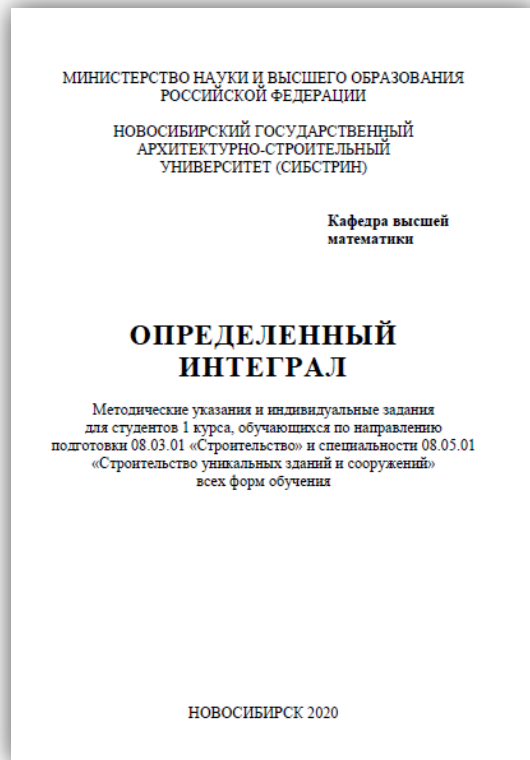 МИНИСТЕРСТВО НАУКИ И ВЫСШЕГО ОБРАЗОВАНИЯ
РОССИЙСКОЙ ФЕДЕРАЦИИ
НОВОСИБИРСКИЙ ГОСУДАРСТВЕННЫЙ
АРХИТЕКТУРНО-СТРОИТЕЛЬНЫЙ
УНИВЕРСИТЕТ (СИБСТРИН)
Кафедра высшей
математики
ОПРЕДЕЛЕННЫЙ
ИНТЕГРАЛ
Методические указания и индивидуальные задания
для студентов 1 курса, обучающихся по направлению
подготовки 08.03.01 «Строительство» и специальности 08.05.01
«Строительство уникальных зданий и сооружений»
всех форм обучения
НОВОСИБИРСК 2020